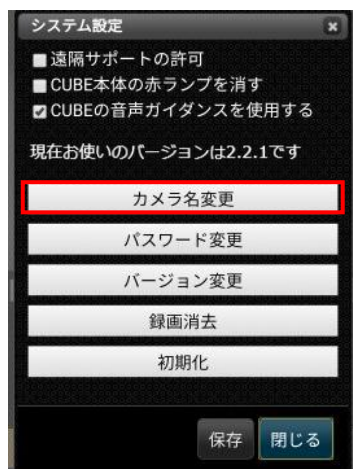 システム設定
遠隔サポートの許可
CUBE本体の赤ランプを消す
CUBEの音声ガイダンスを使用する
現在お使いのバージョンは2.2.1です
カメラ名変更
パスワード変更
バージョン変更
録画消去
初期化
保存 閉じる